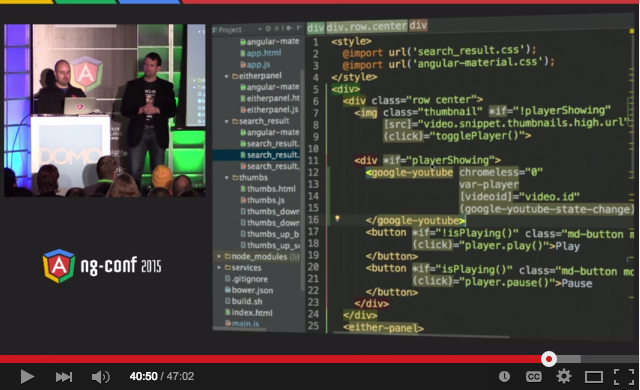 Project
angular-mate
app.html
app.js
eitherpanel
angular-mate
eitherpanel.ht
eitherpanel.js
search_result
angular-mate
search_result.
search_result.
search_result.
thumbs
thumbs.html
thumbs.js
thumbs_down
thumbs_down
thumbs_up_b
thumbs_up_s
node_modules (li
services
.gitignore
bower.json
build.sh
index.html
main.js
div div.row.center div
1 <style>
2 @import url('search_result.css');
3 @import url('angular-material.css');
4 </style>
5 <div>
6 <div class="row center">
7 <img class="thumbnail" *if="!playerShowing"
8 [src]="video.snippet.thumbnails.high.url"
9 (click)="togglePlayer()">
10
11 <div *if="playerShowing">
12 <google-youtube chromeless="0"
13 var-player
14 [videoid]="video.id"
15 (google-youtube-state-change)
16 </google-youtube>
17 <button *if="!isPlaying()" class="md-button m
18 (click)="player.play()">Play
19 </button>
20 <button *if="isPlaying()" class="md-button md
21 (click)="player.pause()">Pause
22 </button>
23 </div>
24 </div>
25 <either-panel>
DOMO
A
ng-conf 2015
40:50 / 47:02
CC